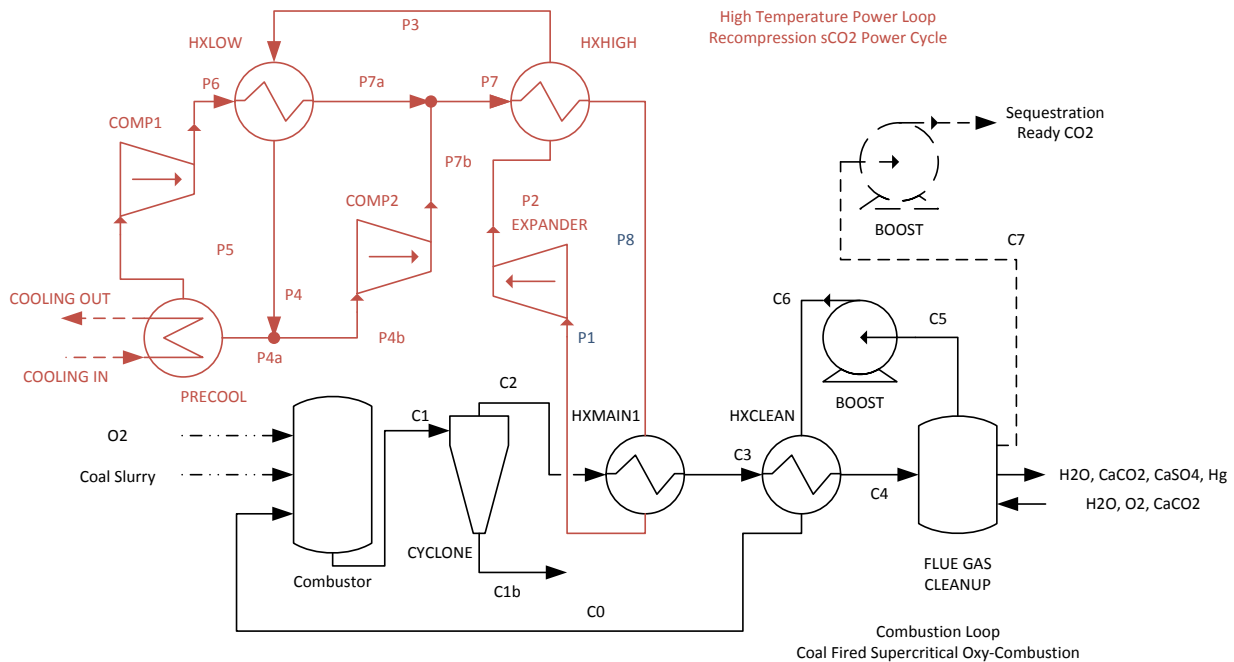 High Temperature Power Loop
Recompression sCO2 Power Cycle
P3
HXLOW
HXHIGH
P6
P7a
P7
COMP1
P7b
COMP2
P2
EXPANDER
P5
P8
P4
P1
P4b
P4a
COOLING OUT
COOLING IN
PRECOOL
Sequestration
Ready CO2
BOOST
C7
C6
C5
BOOST
C2
HXMAIN1
HXCLEAN
C1
O2
C3
Coal Slurry
C4
H2O, CaCO2, CaSO4, Hg
H2O, O2, CaCO2
CYCLONE
Combustor
C1b
FLUE GAS
CLEANUP
C0
Combustion Loop
Coal Fired Supercritical Oxy-Combustion